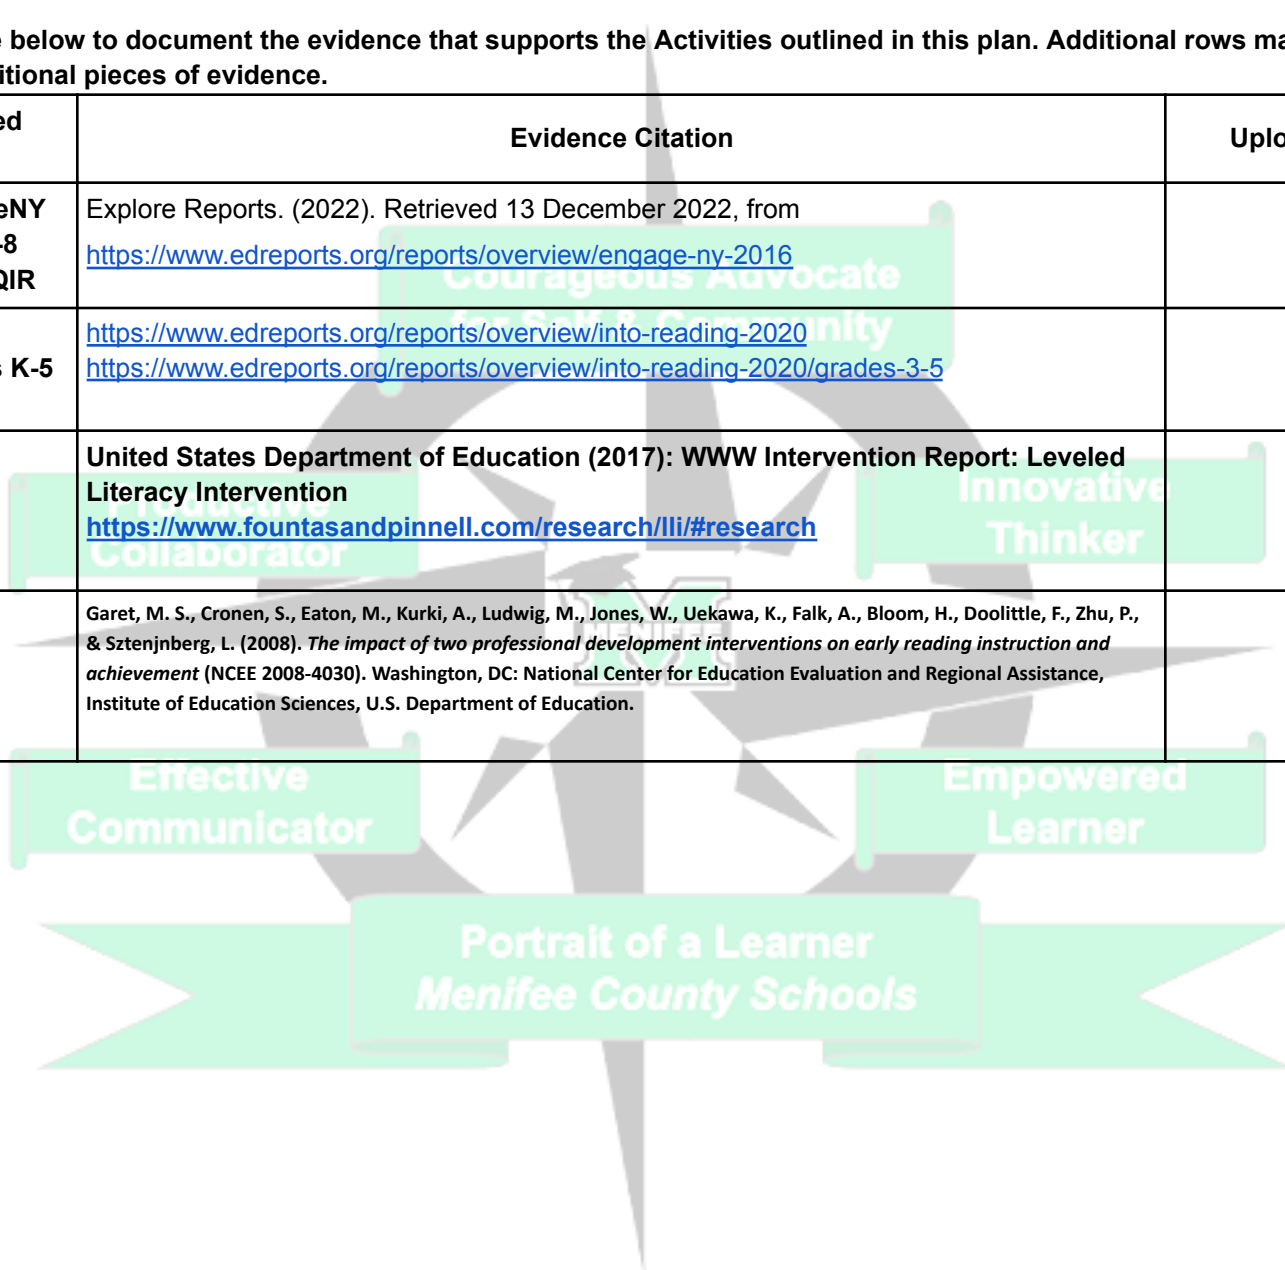 e below to document the evidence that supports the Activities outlined in this plan. Additional rows ma
itional pieces of evidence.
ed
Evidence Citation
Uplo
eNY
-8
QIR
Explore Reports. (2022). Retrieved 13 December 2022, from
https://www.edreports.org/reports/overview/engage-ny-2016
Courageous Advocate
for Self & Community
s K-5
https://www.edreports.org/reports/overview/into-reading-2020
https://www.edreports.org/reports/overview/into-reading-2020/grades-3-5
United States Department of Education (2017): WWW Intervention Report: Leveled
Literacy Intervention
https://www.fountasandpinnell.com/research/lli/#research
Productive
Collaborator
Innovative
Thinker
Garet, M. S., Cronen, S., Eaton, M., Kurki, A., Ludwig, M., Jones, W., Uekawa, K., Falk, A., Bloom, H., Doolittle, F., Zhu, P.,
& Sztenjnberg, L. (2008). The impact of two professional development interventions on early reading instruction and
achievement (NCEE 2008-4030). Washington, DC: National Center for Education Evaluation and Regional Assistance,
Institute of Education Sciences, U.S. Department of Education.
M
MENIFEE
Effective
Communicator
Empowered
Learner
Portrait of a Learner
Menifee County Schools